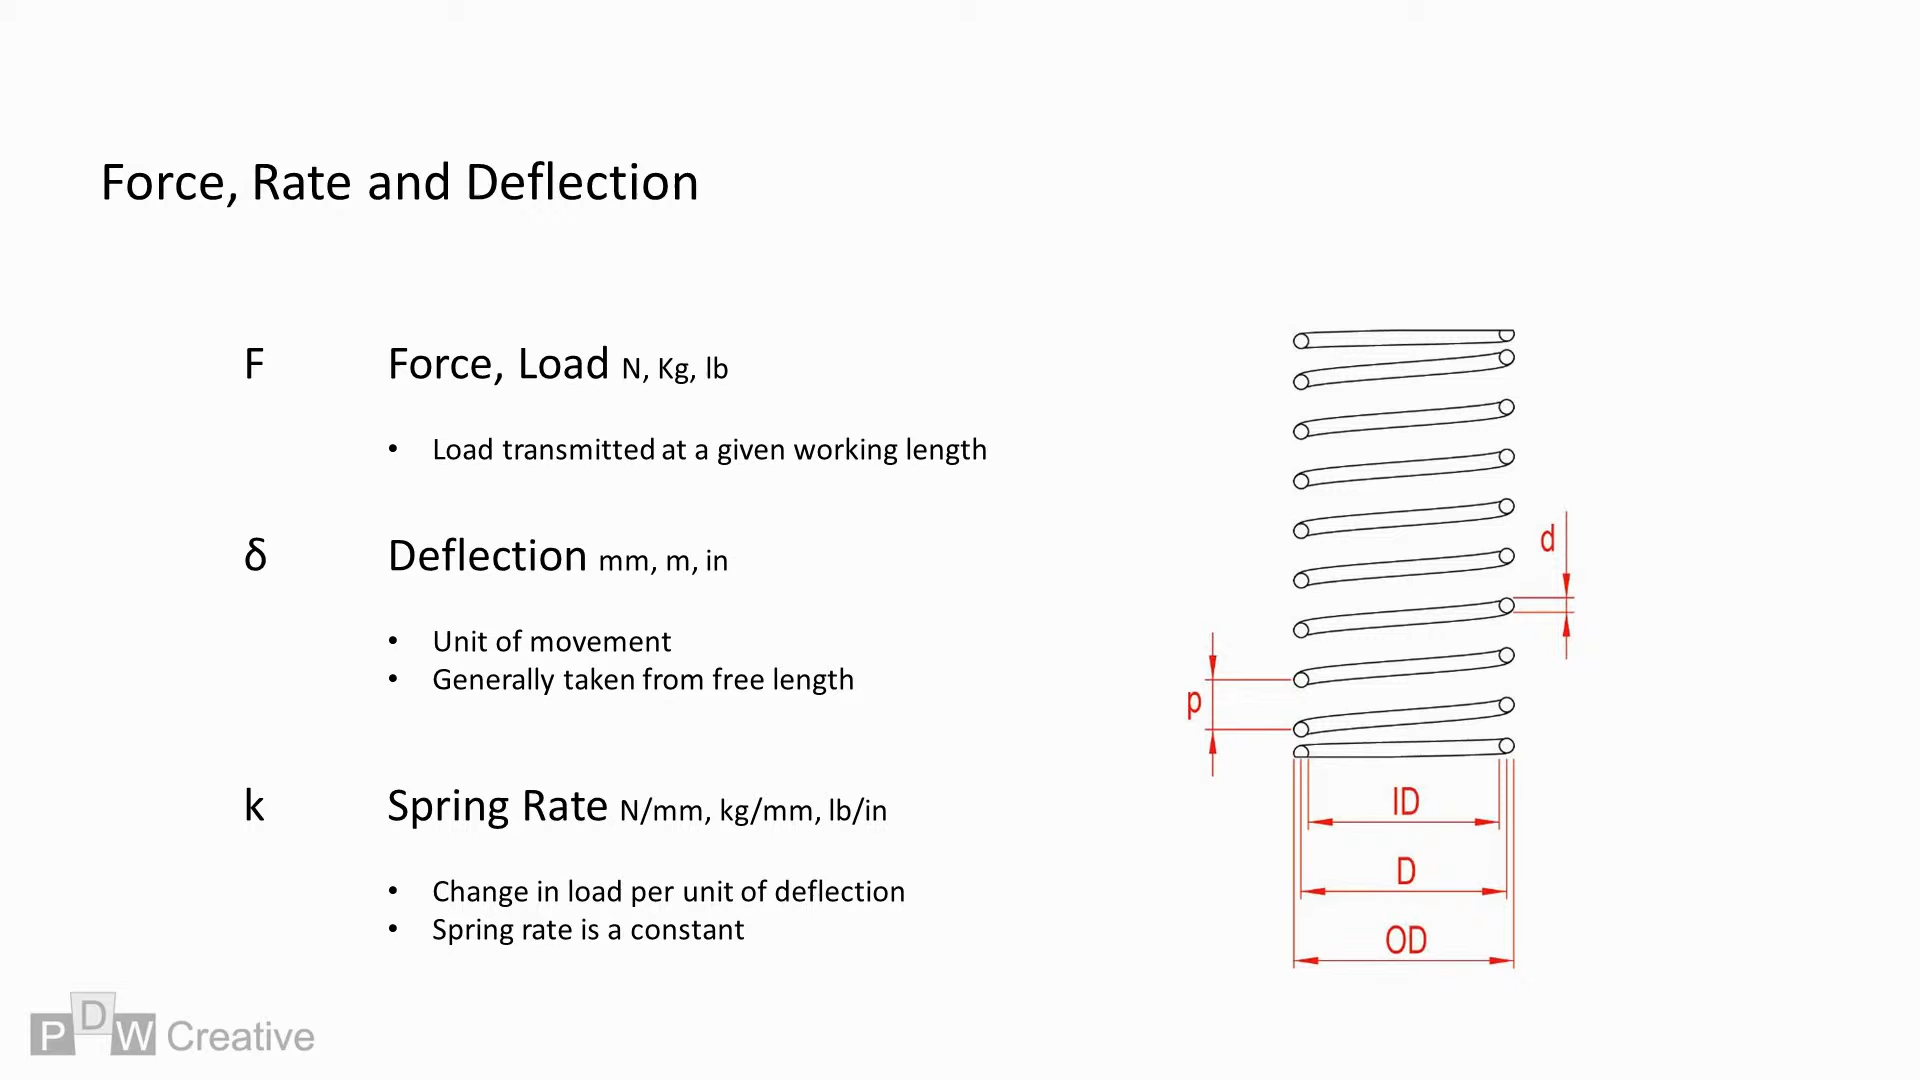 Force, Rate and Deflection
F Force, Load N, Kg, lb
• Load transmitted at a given working length
δ Deflection mm, m, in
• Unit of movement
• Generally taken from free length
k Spring Rate N/mm, kg/mm, lb/in
• Change in load per unit of deflection
• Spring rate is a constant
d
p
ID
D
OD
PDW Creative